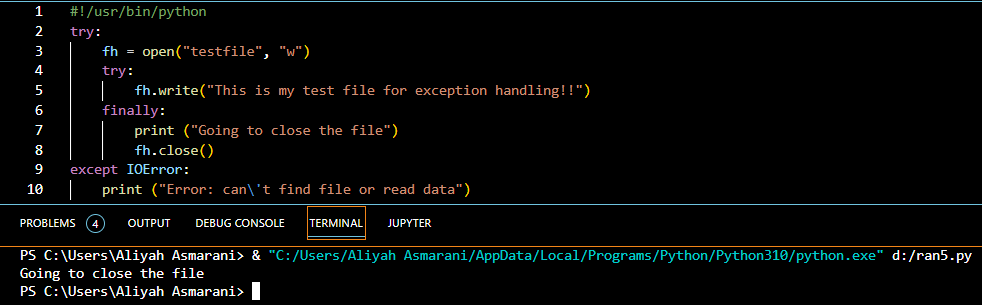 1 #!/usr/bin/python
2 try:
3 fh = open("testfile", "w")
4 try:
5 fh.write("This is my test file for exception handling!!")
6 finally:
7 print ("Going to close the file")
8 fh.close()
9 except IOError:
10 print ("Error: can\'t find file or read data")
PROBLEMS 4 OUTPUT DEBUG CONSOLE TERMINAL JUPYTER
PS C:\Users\Aliyah Asmarani> & "C:/Users/Aliyah Asmarani/AppData/Local/Programs/Python/Python310/python.exe" d:/ran5.py
Going to close the file
PS C:\Users\Aliyah Asmarani>